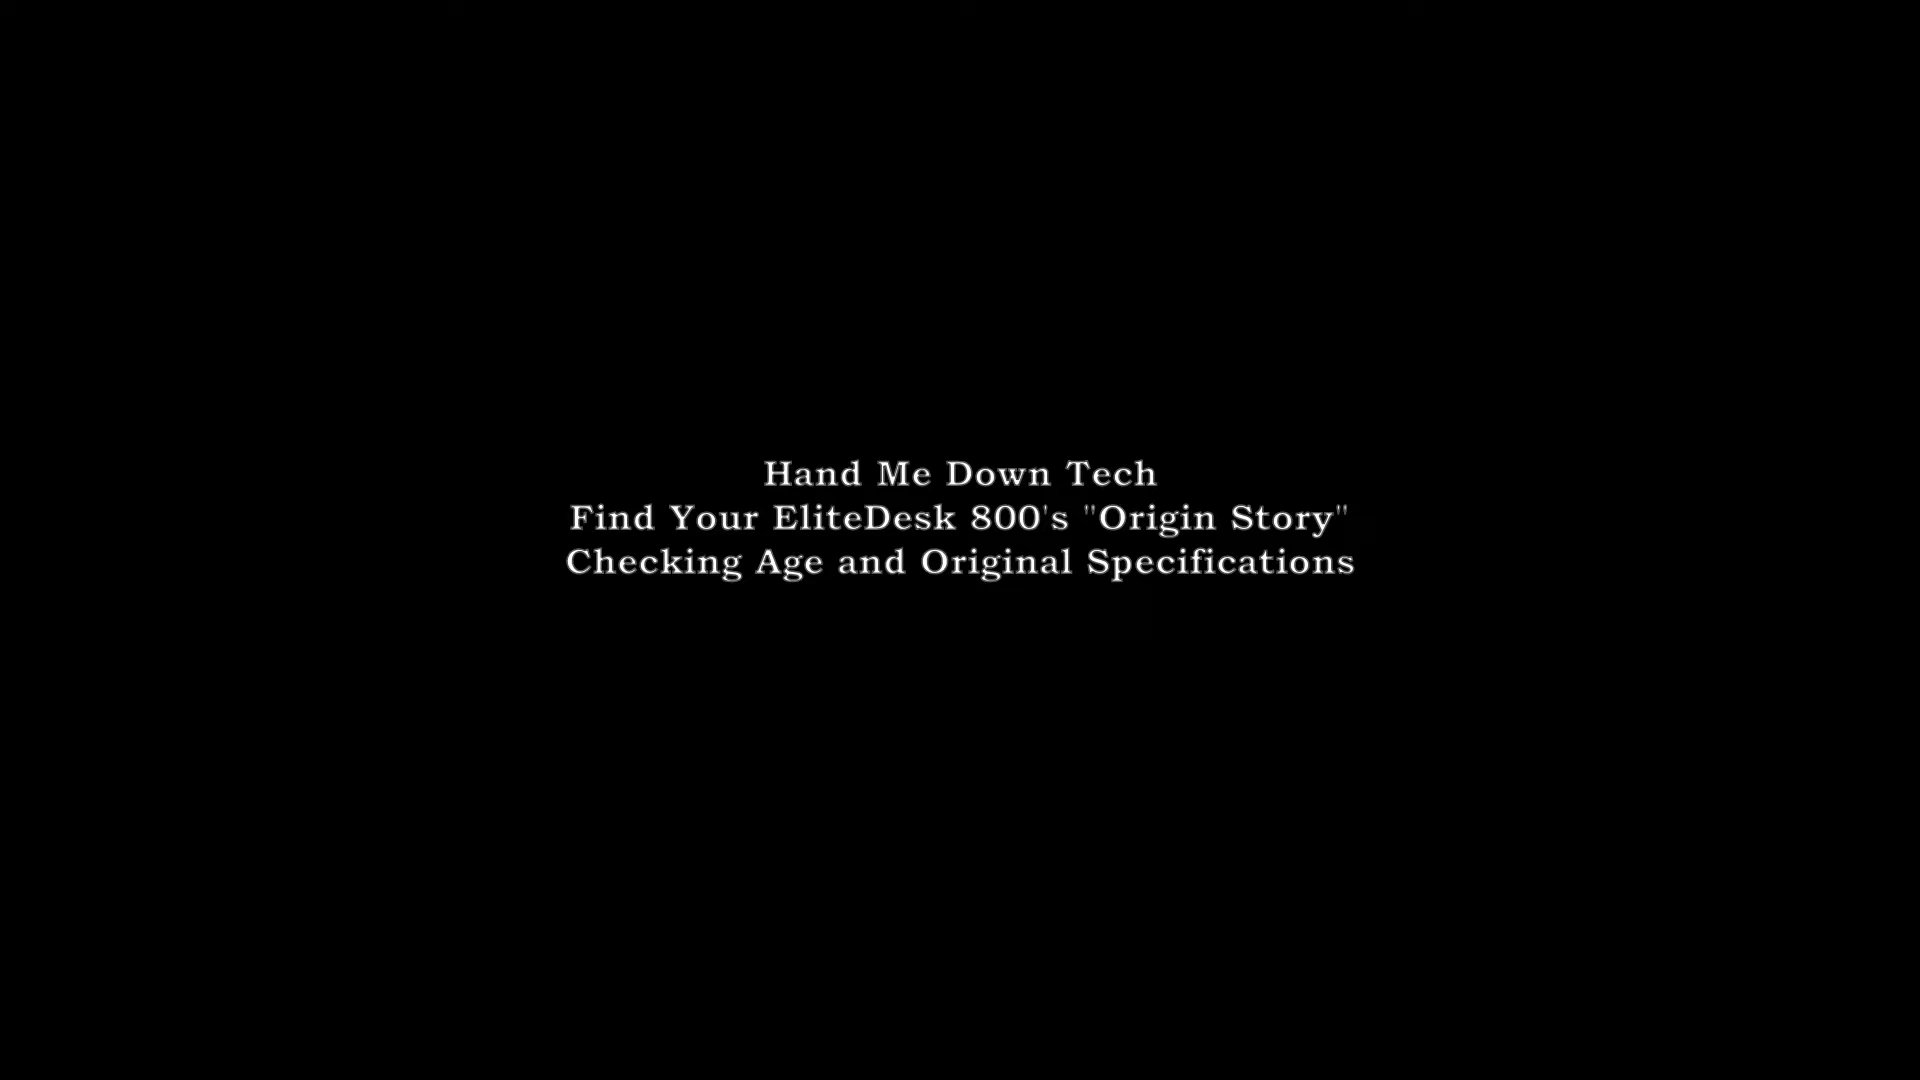 Hand Me Down Tech
Find Your EliteDesk 800's "Origin Story"
Checking Age and Original Specifications